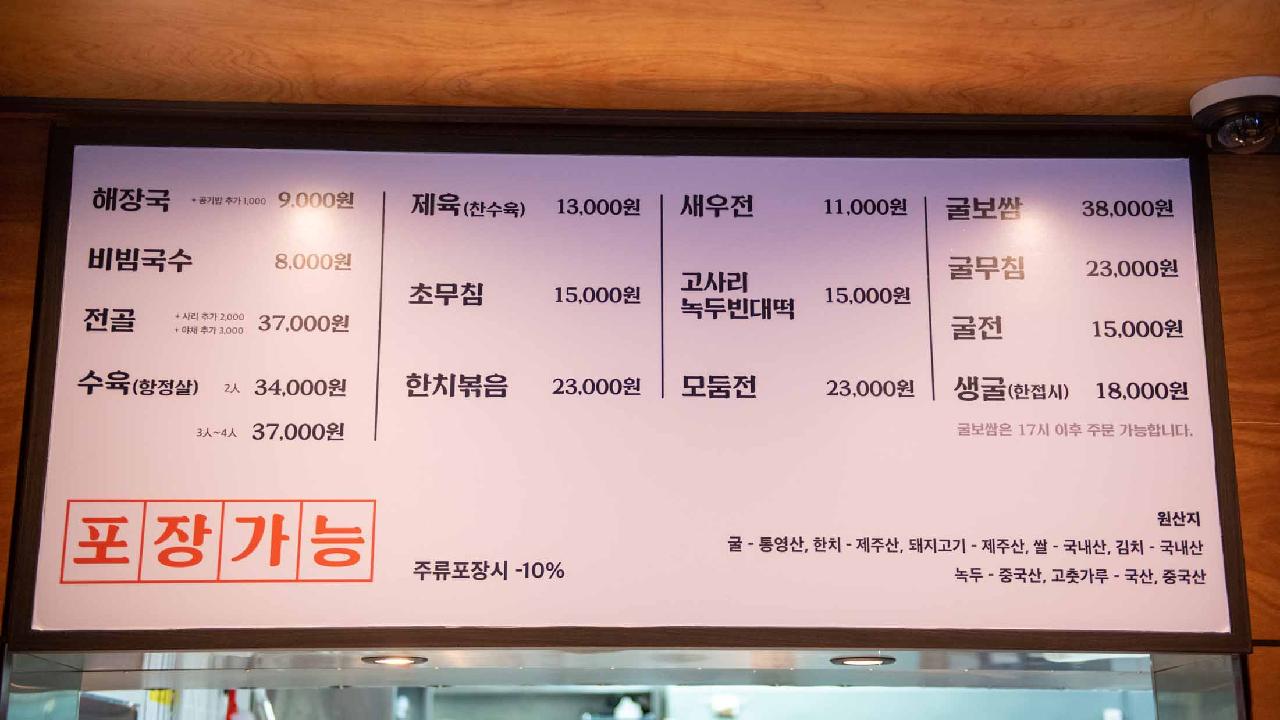 해장국 + 공기밥 추가 1,000 9,000원
비빔국수 8,000원
전골 + 사리 추가 2,000 + 야채 추가 3,000 37,000원
수육(항정살) 2人 34,000원
3人~4人 37,000원
제육(찬수육) 13,000원
초무침 15,000원
한치볶음 23,000원
새우전 11,000원
고사리
녹두빈대떡 15,000원
모둠전 23,000원
굴보쌈 38,000원
굴무침 23,000원
굴전 15,000원
생굴(한접시) 18,000원
굴보쌈은 17시 이후 주문 가능합니다.
포장가능
주류포장시 -10%
원산지
굴 - 통영산, 한치 - 제주산, 돼지고기 - 제주산, 쌀 - 국내산, 김치 - 국내산
녹두 - 중국산, 고춧가루 - 국산, 중국산